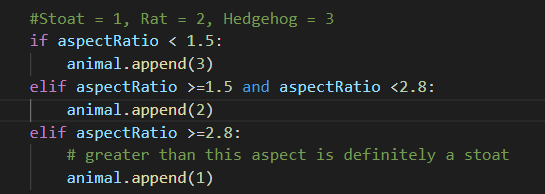 #Stoat = 1, Rat = 2, Hedgehog = 3
if aspectRatio < 1.5:
    animal.append(3)
elif aspectRatio >=1.5 and aspectRatio <2.8:
    animal.append(2)
elif aspectRatio >=2.8:
    # greater than this aspect is definitely a stoat
    animal.append(1)